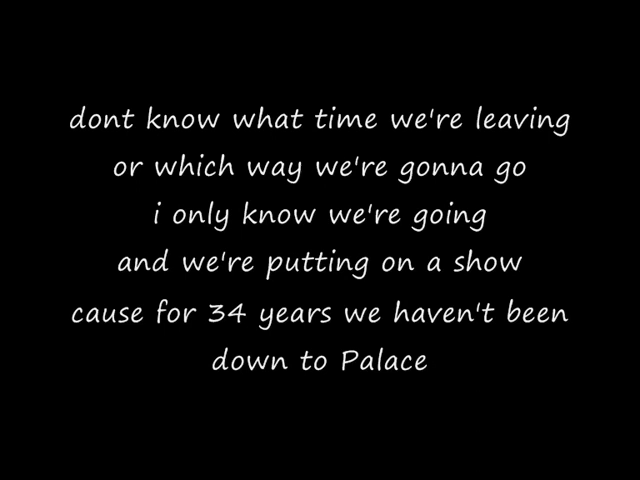 dont know what time we're leaving
or which way we're gonna go
i only know we're going
and we're putting on a show
cause for 34 years we haven't been
down to Palace